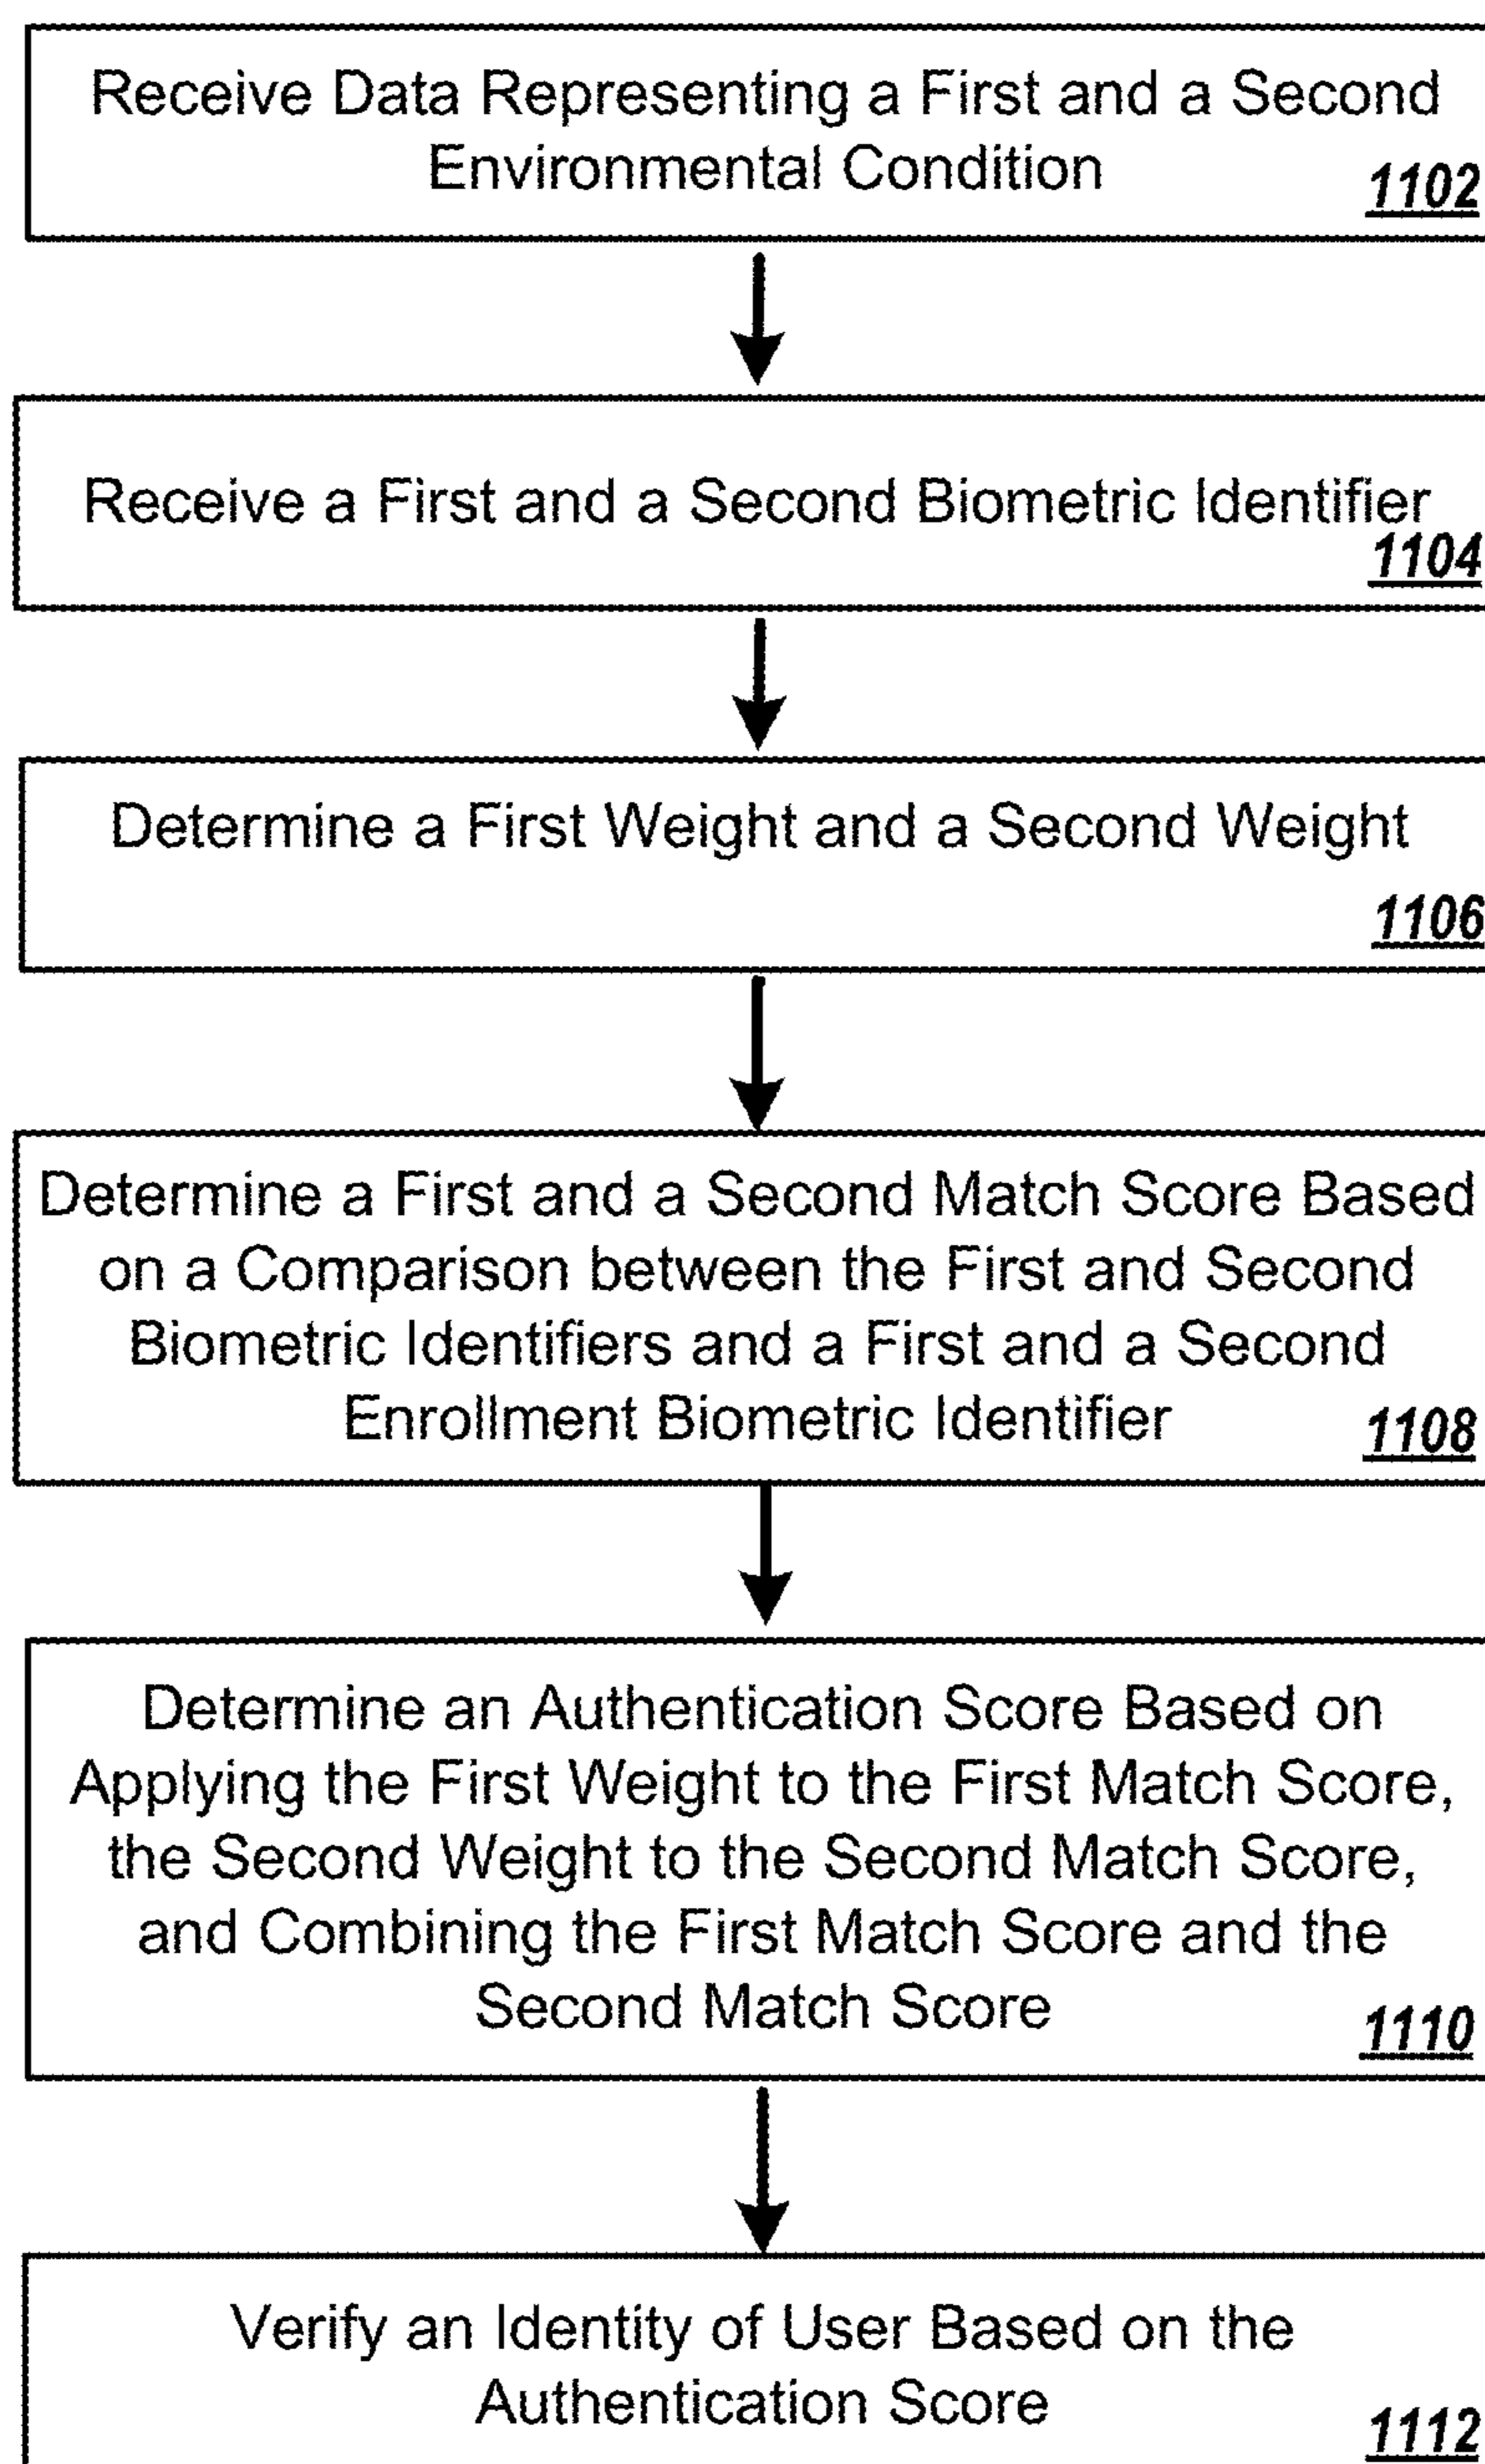 Receive Data Representing a First and a Second
Environmental Condition
1102
Receive a First and a Second Biometric Identifier
1104
Determine a First Weight and a Second Weight
1106
Determine a First and a Second Match Score Based
on a Comparison between the First and Second
Biometric Identifiers and a First and a Second
Enrollment Biometric Identifier
1108
Determine an Authentication Score Based on
Applying the First Weight to the First Match Score,
the Second Weight to the Second Match Score,
and Combining the First Match Score and the
Second Match Score
1110
Verify an Identity of User Based on the
Authentication Score
1112